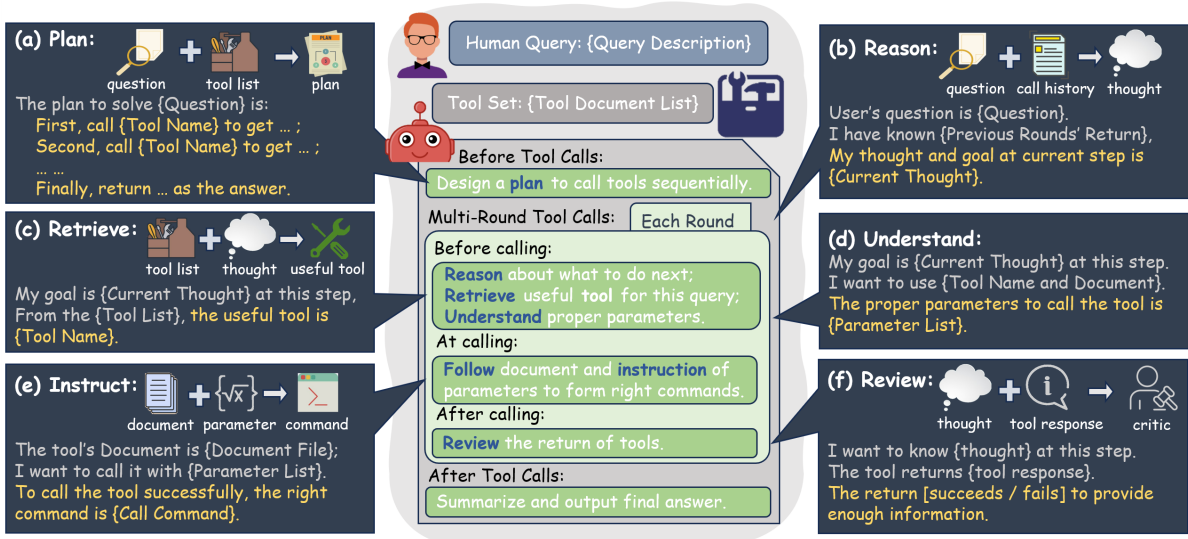 (a) Plan:
question
tool list
plan
The plan to solve {Question} is:
First, call {Tool Name} to get ... ;
Second, call {Tool Name} to get ... ;
... ...
Finally, return ... as the answer.
(c) Retrieve:
tool list
thought
useful tool
My goal is {Current Thought} at this step,
From the {Tool List}, the useful tool is
{Tool Name}.
(e) Instruct:
document
parameter
command
The tool's Document is {Document File};
I want to call it with {Parameter List}.
To call the tool successfully, the right
command is {Call Command}.
Human Query: {Query Description}
Tool Set: {Tool Document List}
Before Tool Calls:
Design a plan to call tools sequentially.
Multi-Round Tool Calls:
Each Round
Before calling:
Reason about what to do next;
Retrieve useful tool for this query;
Understand proper parameters.
At calling:
Follow document and instruction of
parameters to form right commands.
After calling:
Review the return of tools.
After Tool Calls:
Summarize and output final answer.
(b) Reason:
question
call history
thought
User's question is {Question}.
I have known {Previous Rounds' Return},
My thought and goal at current step is
{Current Thought}.
(d) Understand:
My goal is {Current Thought} at this step.
I want to use {Tool Name and Document}.
The proper parameters to call the tool is
{Parameter List}.
(f) Review:
thought
tool response
critic
I want to know {thought} at this step.
The tool returns {tool response}.
The return [succeeds / fails] to provide
enough information.
PLAN
{√x}